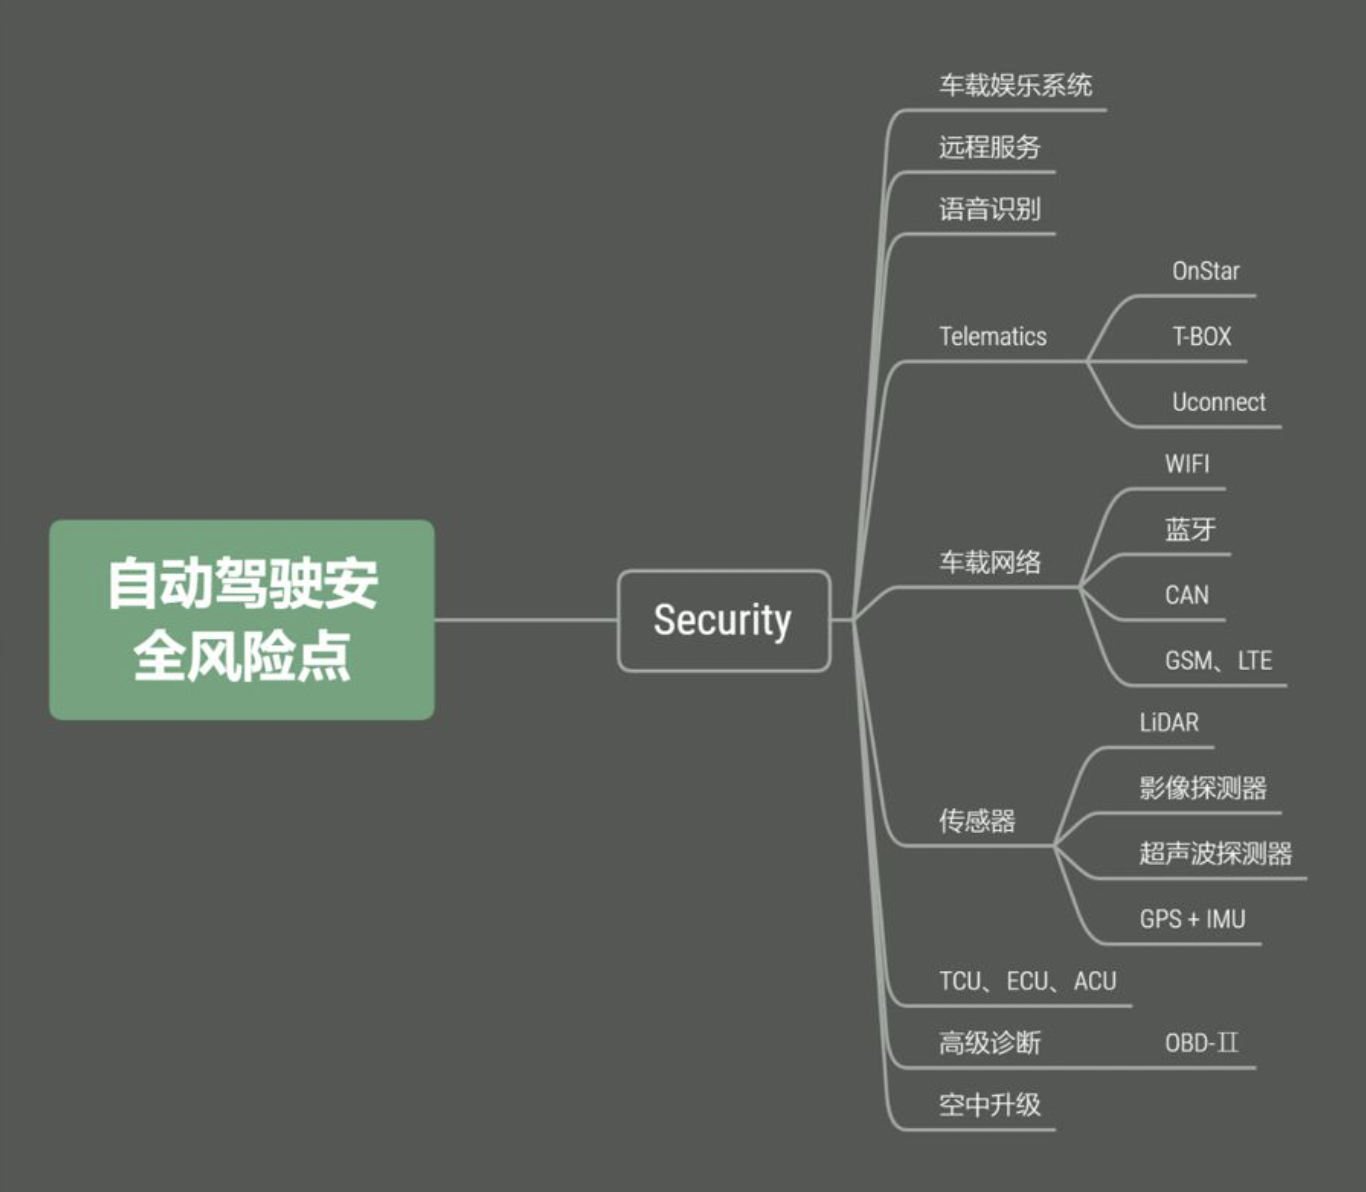 自动驾驶安
全风险点
Security
车载娱乐系统
远程服务
语音识别
Telematics
OnStar
T-BOX
Uconnect
车载网络
WIFI
蓝牙
CAN
GSM、LTE
传感器
LiDAR
影像探测器
超声波探测器
GPS + IMU
TCU、ECU、ACU
高级诊断
OBD-Ⅱ
空中升级